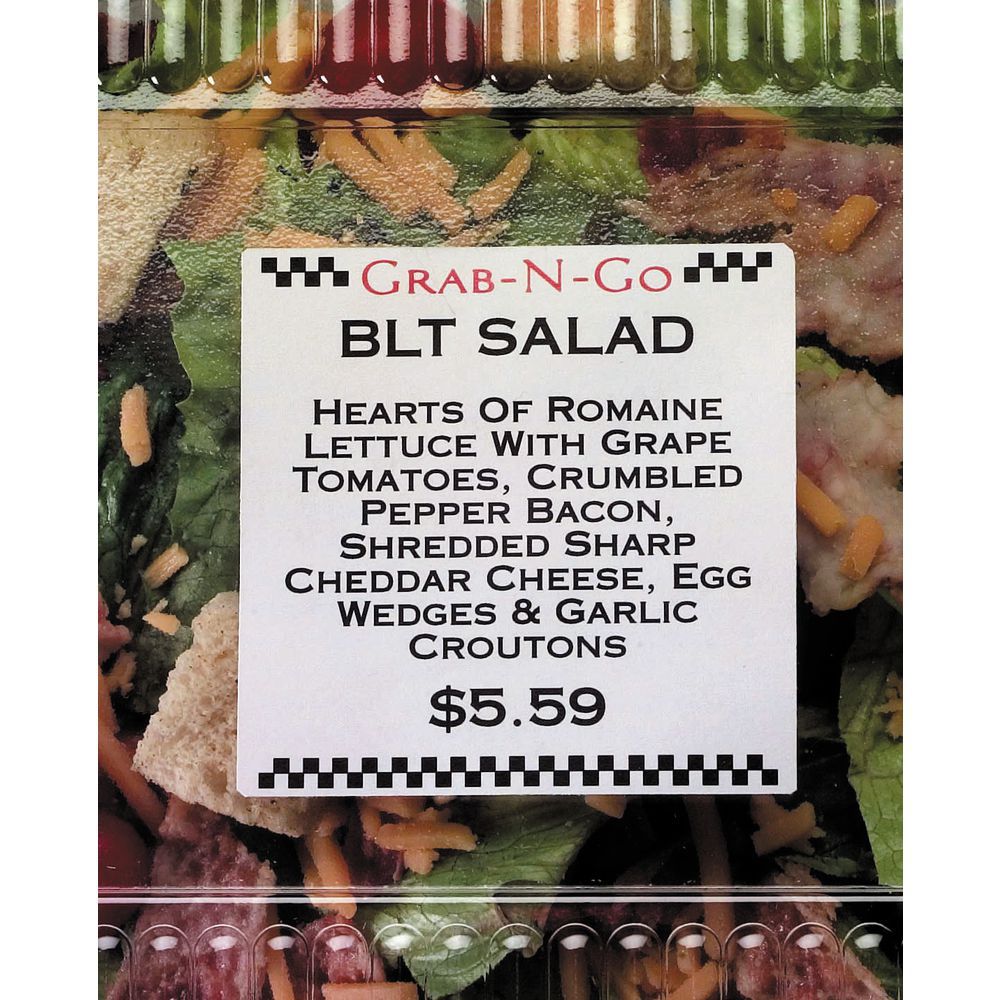 GRAB-N-GO
BLT SALAD
HEARTS OF ROMAINE
LETTUCE WITH GRAPE
TOMATOES, CRUMBLED
PEPPER BACON,
SHREDDED SHARP
CHEDDAR CHEESE, EGG
WEDGES & GARLIC
CROUTONS
$5.59